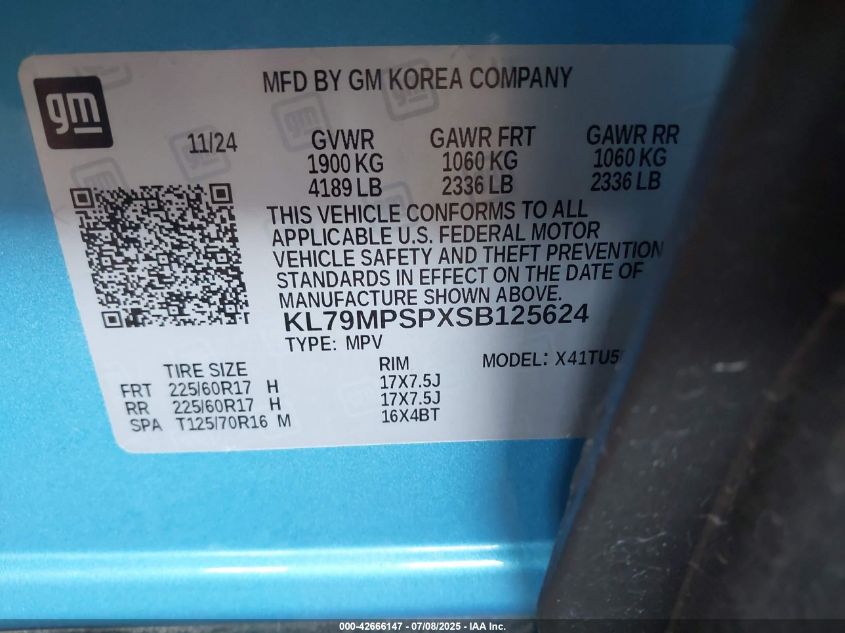 gm
MFD BY GM KOREA COMPANY
11/24
GVWR GAWR FRT GAWR RR
1900 KG 1060 KG 1060 KG
4189 LB 2336 LB 2336 LB
THIS VEHICLE CONFORMS TO ALL
APPLICABLE U.S. FEDERAL MOTOR
VEHICLE SAFETY AND THEFT PREVENTION
STANDARDS IN EFFECT ON THE DATE OF
MANUFACTURE SHOWN ABOVE.
KL79MPSPXSB125624
TYPE: MPV
MODEL:
TIRE SIZE RIM
FRT 225/60R17 H 17X7.5J
RR 225/60R17 H 17X7.5J
SPA T125/70R16 M 16X4BT
000-42666147 - 07/08/2025 - IAA Inc.